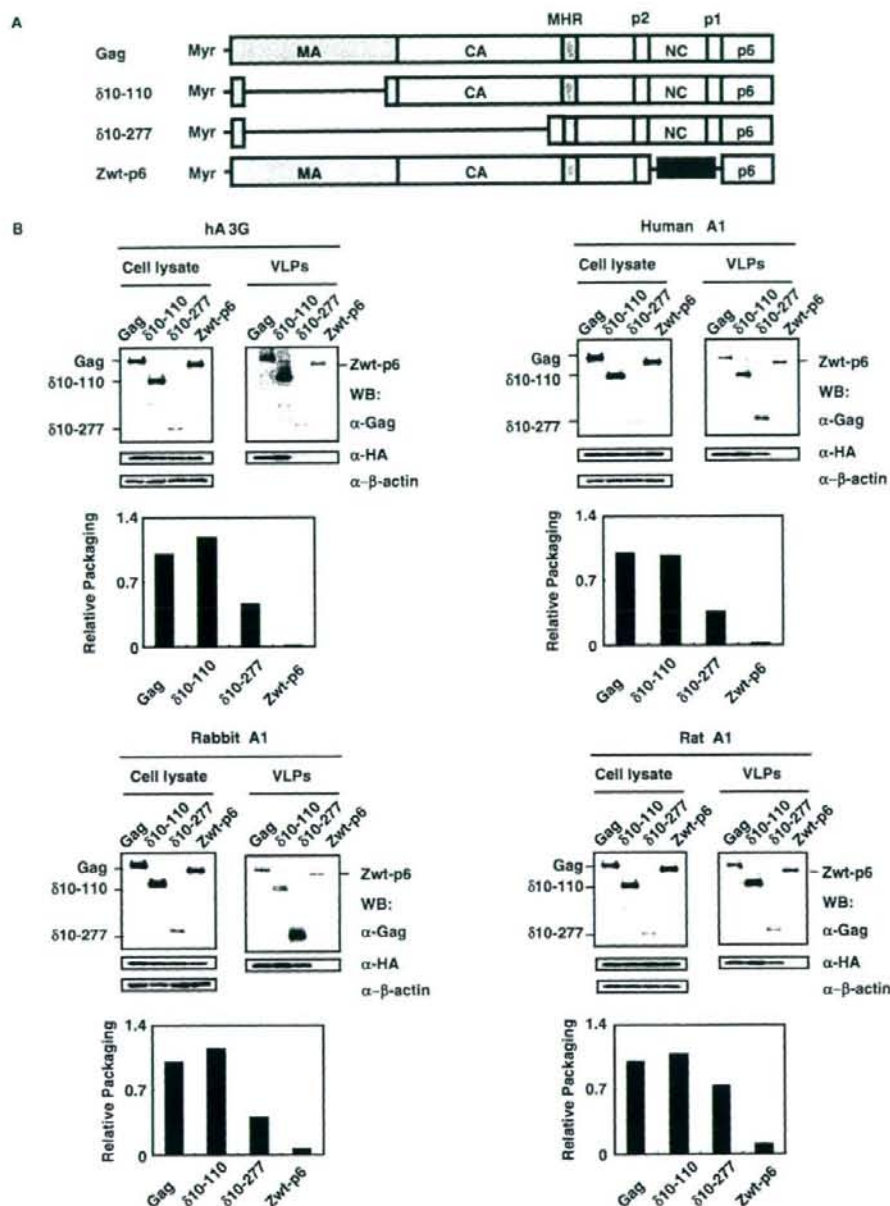 A
MHR p2 p1
Gag Myr MA CA NC p6
δ10-110 Myr CA NC p6
δ10-277 Myr NC p6
Zwt-p6 Myr MA CA p6
B
hA3G
Cell lysate VLPs
Gag δ10-110 δ10-277 Zwt-p6 Gag δ10-110 δ10-277 Zwt-p6
Gag
δ10-110
δ10-277
Zwt-p6
WB:
α-Gag
α-HA
α-β-actin
Relative Packaging
1.4
0.7
0
Gag δ10-110 δ10-277 Zwt-p6
Human A1
Cell lysate VLPs
Gag δ10-110 δ10-277 Zwt-p6 Gag δ10-110 δ10-277 Zwt-p6
Gag
δ10-110
δ10-277
Zwt-p6
WB:
α-Gag
α-HA
α-β-actin
Relative Packaging
1.4
0.7
0
Gag δ10-110 δ10-277 Zwt-p6
Rabbit A1
Cell lysate VLPs
Gag δ10-110 δ10-277 Zwt-p6 Gag δ10-110 δ10-277 Zwt-p6
Gag
δ10-110
δ10-277
Zwt-p6
WB:
α-Gag
α-HA
α-β-actin
Relative Packaging
1.4
0.7
0
Gag δ10-110 δ10-277 Zwt-p6
Rat A1
Cell lysate VLPs
Gag δ10-110 δ10-277 Zwt-p6 Gag δ10-110 δ10-277 Zwt-p6
Gag
δ10-110
δ10-277
Zwt-p6
WB:
α-Gag
α-HA
α-β-actin
Relative Packaging
1.4
0.7
0
Gag δ10-110 δ10-277 Zwt-p6